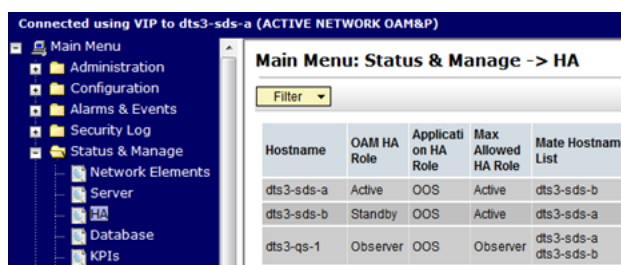 Connected using VIP to dts3-sds-a (ACTIVE NETWORK OAM&P)
Main Menu
Administration
Configuration
Alarms & Events
Security Log
Status & Manage
Network Elements
Server
HA
Database
KPIs
Main Menu: Status & Manage -> HA
Filter
Hostname OAM HA Role Applicati on HA Role Max Allowed HA Role Mate Hostnam List
dts3-sds-a Active OOS Active dts3-sds-b
dts3-sds-b Standby OOS Active dts3-sds-a
dts3-qs-1 Observer OOS Observer dts3-sds-a
dts3-sds-b